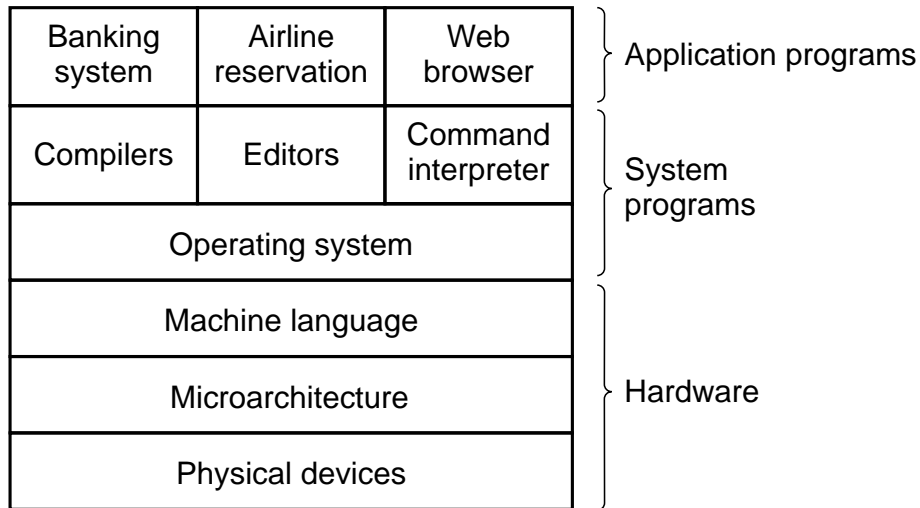 Banking
system
Airline
reservation
Web
browser
Application programs
Compilers
Editors
Command
interpreter
System
programs
Operating system
Machine language
Microarchitecture
Hardware
Physical devices